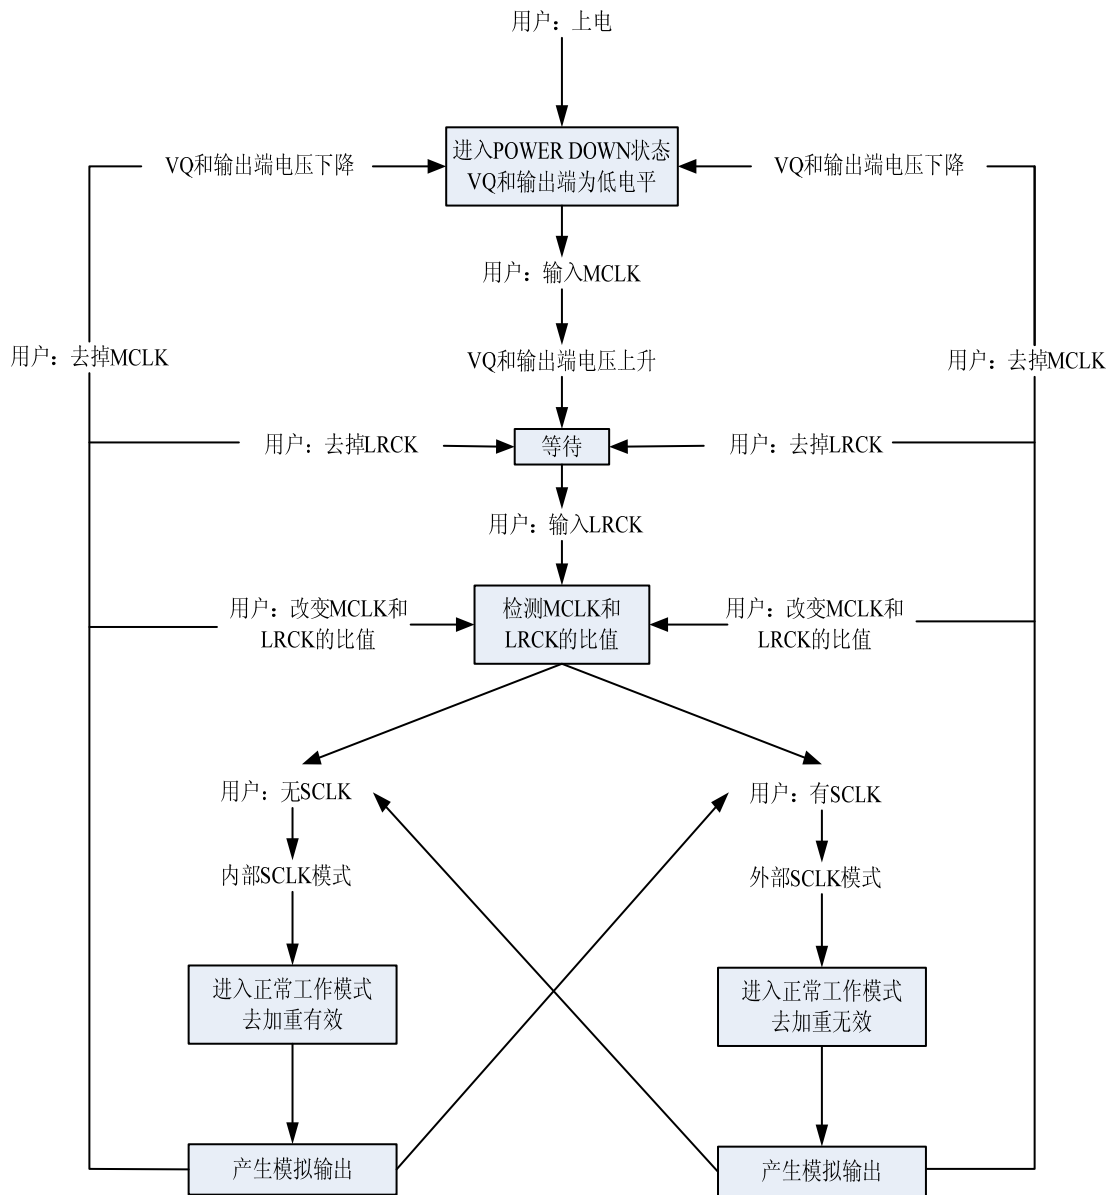 用户：上电
进入POWER DOWN状态
VQ和输出端为低电平
VQ和输出端电压下降
VQ和输出端电压下降
用户：输入MCLK
用户：去掉MCLK
VQ和输出端电压上升
用户：去掉MCLK
用户：去掉LRCK
等待
用户：去掉LRCK
用户：输入LRCK
用户：改变MCLK和
LRCK的比值
检测MCLK和
LRCK的比值
用户：改变MCLK和
LRCK的比值
用户：无SCLK
用户：有SCLK
内部SCLK模式
外部SCLK模式
进入正常工作模式
去加重有效
进入正常工作模式
去加重无效
产生模拟输出
产生模拟输出